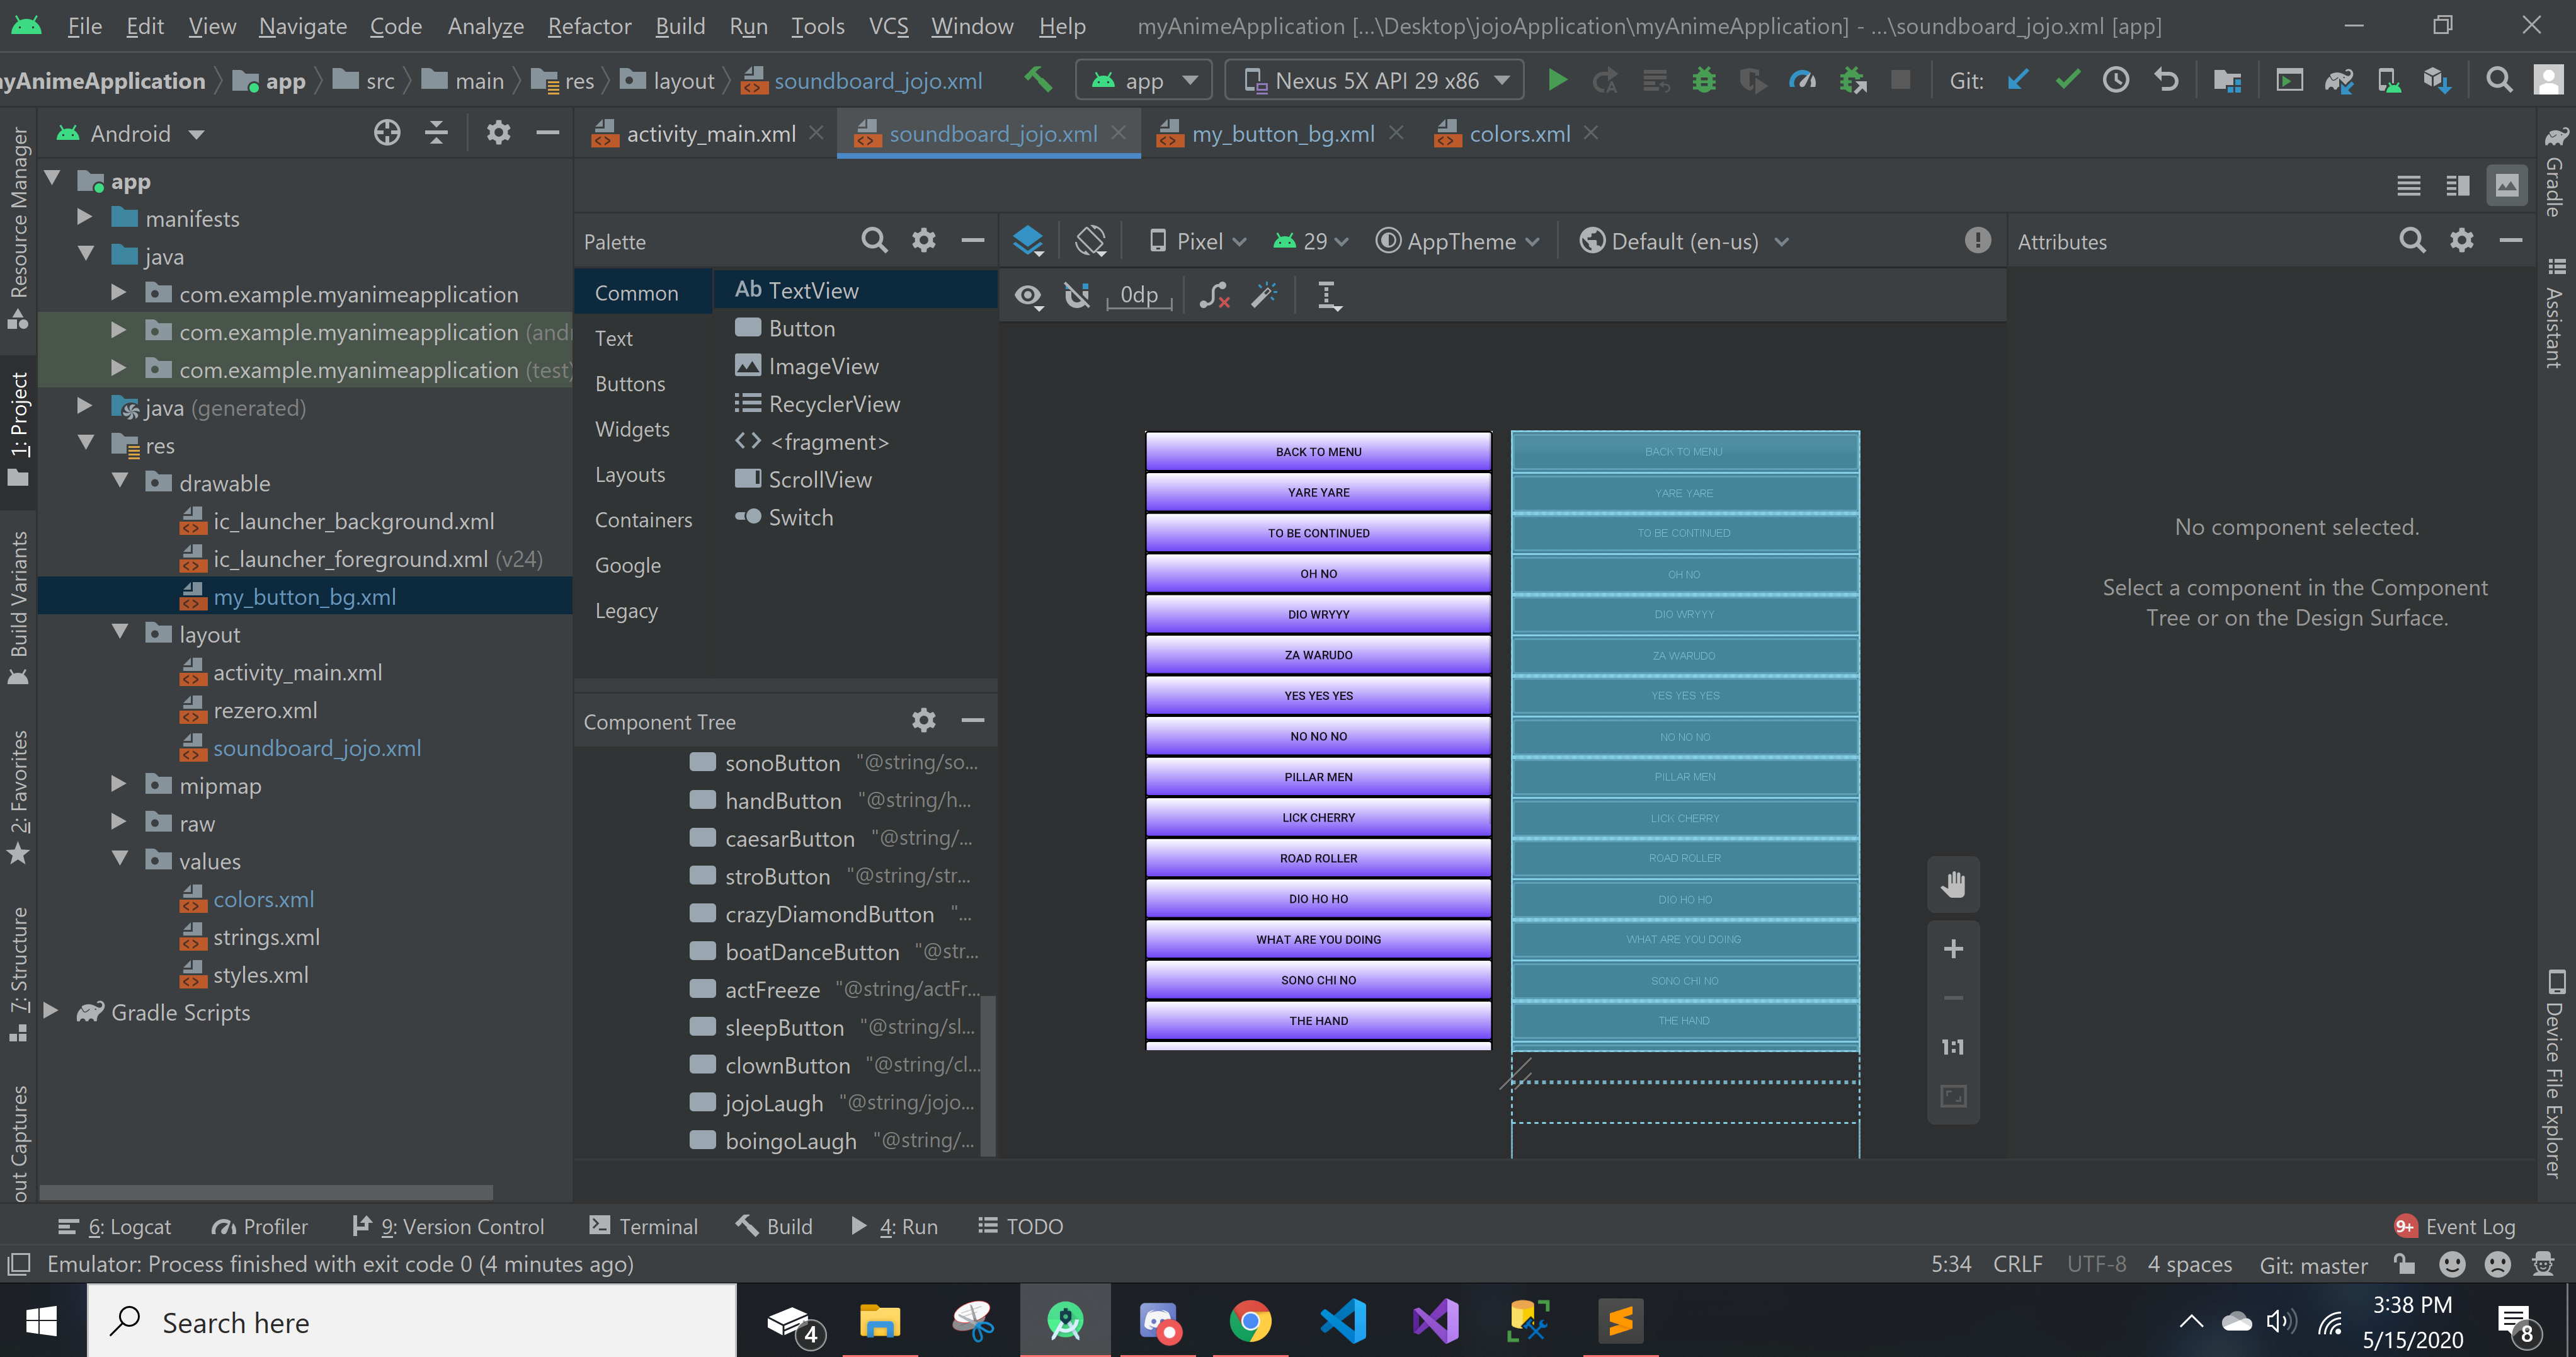 File Edit View Navigate Code Analyze Refactor Build Run Tools VCS Window Help myAnimeApplication [...\Desktop\jojoApplication\myAnimeApplication] - ...\soundboard_jojo.xml [app]
yAnimeApplication app src main res layout soundboard_jojo.xml app Nexus 5X API 29 x86 Git:
Android
activity_main.xml soundboard_jojo.xml my_button_bg.xml colors.xml
Resource Manager
1: Project
Build Variants
2: Favorites
7: Structure
out Captures
app
manifests
java
com.example.myanimeapplication
com.example.myanimeapplication (and
com.example.myanimeapplication (test)
java (generated)
res
drawable
ic_launcher_background.xml
ic_launcher_foreground.xml (v24)
my_button_bg.xml
layout
activity_main.xml
rezero.xml
soundboard_jojo.xml
mipmap
raw
values
colors.xml
strings.xml
styles.xml
Gradle Scripts
Palette
Common
Text
Buttons
Widgets
Layouts
Containers
Google
Legacy
Ab TextView
Button
ImageView
RecyclerView
<fragment>
ScrollView
Switch
Component Tree
sonoButton "@string/so...
handButton "@string/h...
caesarButton "@string/...
stroButton "@string/str...
crazyDiamondButton "...
boatDanceButton "@str...
actFreeze "@string/actFr...
sleepButton "@string/sl...
clownButton "@string/cl...
jojoLaugh "@string/jojo...
boingoLaugh "@string/...
Pixel 29 AppTheme Default (en-us)
0dp
BACK TO MENU
YARE YARE
TO BE CONTINUED
OH NO
DIO WRYYY
ZA WARUDO
YES YES YES
NO NO NO
PILLAR MEN
LICK CHERRY
ROAD ROLLER
DIO HO HO
WHAT ARE YOU DOING
SONO CHI NO
THE HAND
BACK TO MENU
YARE YARE
TO BE CONTINUED
OH NO
DIO WRYYY
ZA WARUDO
YES YES YES
NO NO NO
PILLAR MEN
LICK CHERRY
ROAD ROLLER
DIO HO HO
WHAT ARE YOU DOING
SONO CHI NO
THE HAND
1:1
Attributes
No component selected.
Select a component in the Component
Tree or on the Design Surface.
Gradle
Assistant
Device File Explorer
6: Logcat Profiler 9: Version Control Terminal Build 4: Run TODO 9+ Event Log
Emulator: Process finished with exit code 0 (4 minutes ago) 5:34 CRLF UTF-8 4 spaces Git: master
Search here
4
3:38 PM
5/15/2020
8